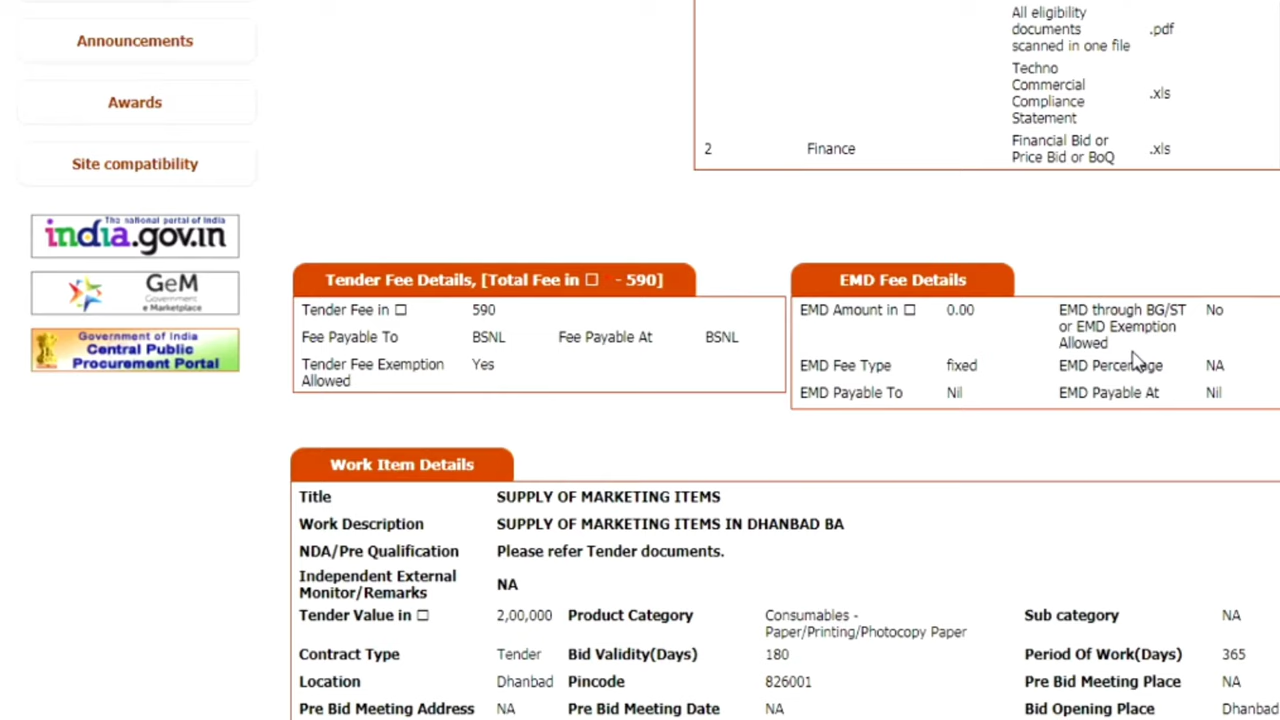 Announcements
Awards
Site compatibility
The national portal of India
india.gov.in
GeM
Government
e Marketplace
Government of India
Central Public
Procurement Portal
All eligibility
documents .pdf
scanned in one file
Techno
Commercial .xls
Compliance
Statement
2 Finance Financial Bid or .xls
Price Bid or BoQ
Tender Fee Details, [Total Fee in ☐ - 590]
Tender Fee in ☐ 590
Fee Payable To BSNL Fee Payable At BSNL
Tender Fee Exemption Yes
Allowed
EMD Fee Details
EMD Amount in ☐ 0.00 EMD through BG/ST No
or EMD Exemption
Allowed
EMD Fee Type fixed EMD Percentage NA
EMD Payable To Nil EMD Payable At Nil
Work Item Details
Title SUPPLY OF MARKETING ITEMS
Work Description SUPPLY OF MARKETING ITEMS IN DHANBAD BA
NDA/Pre Qualification Please refer Tender documents.
Independent External NA
Monitor/Remarks
Tender Value in ☐ 2,00,000 Product Category Consumables - Sub category NA
Paper/Printing/Photocopy Paper
Contract Type Tender Bid Validity(Days) 180 Period Of Work(Days) 365
Location Dhanbad Pincode 826001 Pre Bid Meeting Place NA
Pre Bid Meeting Address NA Pre Bid Meeting Date NA Bid Opening Place Dhanbad